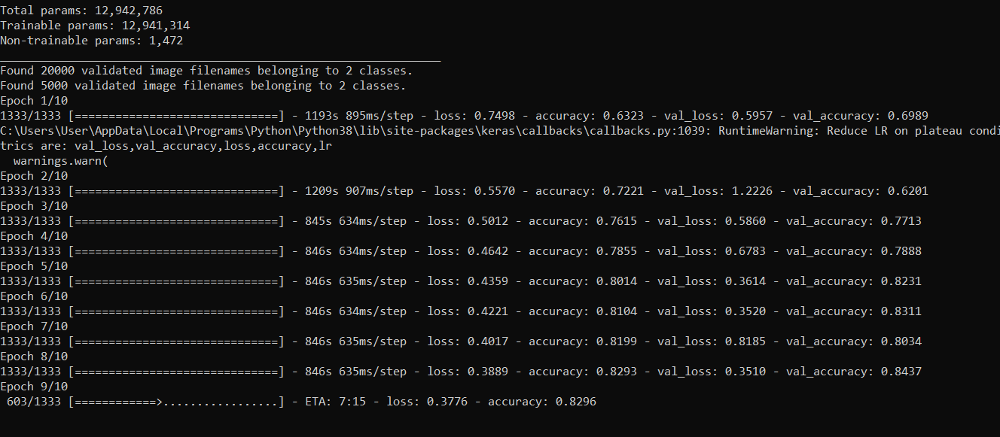 Total params: 12,942,786
Trainable params: 12,941,314
Non-trainable params: 1,472
_________________________________________________________________
Found 20000 validated image filenames belonging to 2 classes.
Found 5000 validated image filenames belonging to 2 classes.
Epoch 1/10
1333/1333 [==============================] - 1193s 895ms/step - loss: 0.7498 - accuracy: 0.6323 - val_loss: 0.5957 - val_accuracy: 0.6989
C:\Users\User\AppData\Local\Programs\Python\Python38\lib\site-packages\keras\callbacks\callbacks.py:1039: RuntimeWarning: Reduce LR on plateau condi
trics are: val_loss,val_accuracy,loss,accuracy,lr
  warnings.warn(
Epoch 2/10
1333/1333 [==============================] - 1209s 907ms/step - loss: 0.5570 - accuracy: 0.7221 - val_loss: 1.2226 - val_accuracy: 0.6201
Epoch 3/10
1333/1333 [==============================] - 845s 634ms/step - loss: 0.5012 - accuracy: 0.7615 - val_loss: 0.5860 - val_accuracy: 0.7713
Epoch 4/10
1333/1333 [==============================] - 846s 634ms/step - loss: 0.4642 - accuracy: 0.7855 - val_loss: 0.6783 - val_accuracy: 0.7888
Epoch 5/10
1333/1333 [==============================] - 846s 635ms/step - loss: 0.4359 - accuracy: 0.8014 - val_loss: 0.3614 - val_accuracy: 0.8231
Epoch 6/10
1333/1333 [==============================] - 846s 634ms/step - loss: 0.4221 - accuracy: 0.8104 - val_loss: 0.3520 - val_accuracy: 0.8311
Epoch 7/10
1333/1333 [==============================] - 846s 635ms/step - loss: 0.4017 - accuracy: 0.8199 - val_loss: 0.8185 - val_accuracy: 0.8034
Epoch 8/10
1333/1333 [==============================] - 846s 635ms/step - loss: 0.3889 - accuracy: 0.8293 - val_loss: 0.3510 - val_accuracy: 0.8437
Epoch 9/10
 603/1333 [============>.................] - ETA: 7:15 - loss: 0.3776 - accuracy: 0.8296